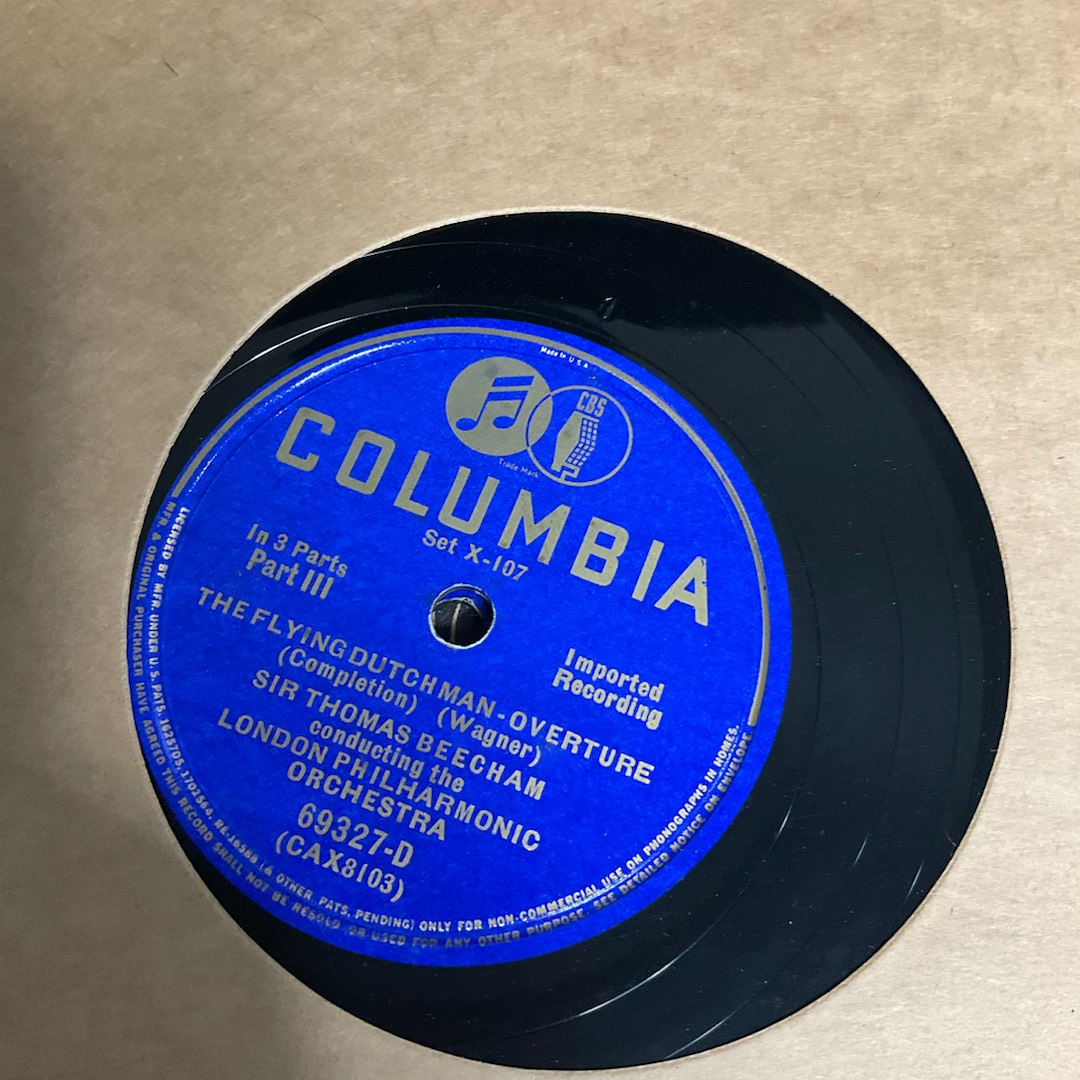 Made in U.S.A.
CBS
Trade Mark
COLUMBIA
Set X-107
In 3 Parts
Part III
Imported
Recording
THE FLYING DUTCHMAN-OVERTURE
(Completion) (Wagner)
SIR THOMAS BEECHAM
conducting the
LONDON PHILHARMONIC
ORCHESTRA
69327-D
(CAX8103)
LICENSED BY MFR. UNDER U.S. PATS. 1625705, 1702564, RE.16588 (& OTHER PATS. PENDING) ONLY FOR NON-COMMERCIAL USE ON PHONOGRAPHS IN HOMES.
MFR. & ORIGINAL PURCHASER HAVE AGREED THIS RECORD SHALL NOT BE RESOLD OR USED FOR ANY OTHER PURPOSE. SEE DETAILED NOTICE ON ENVELOPE.